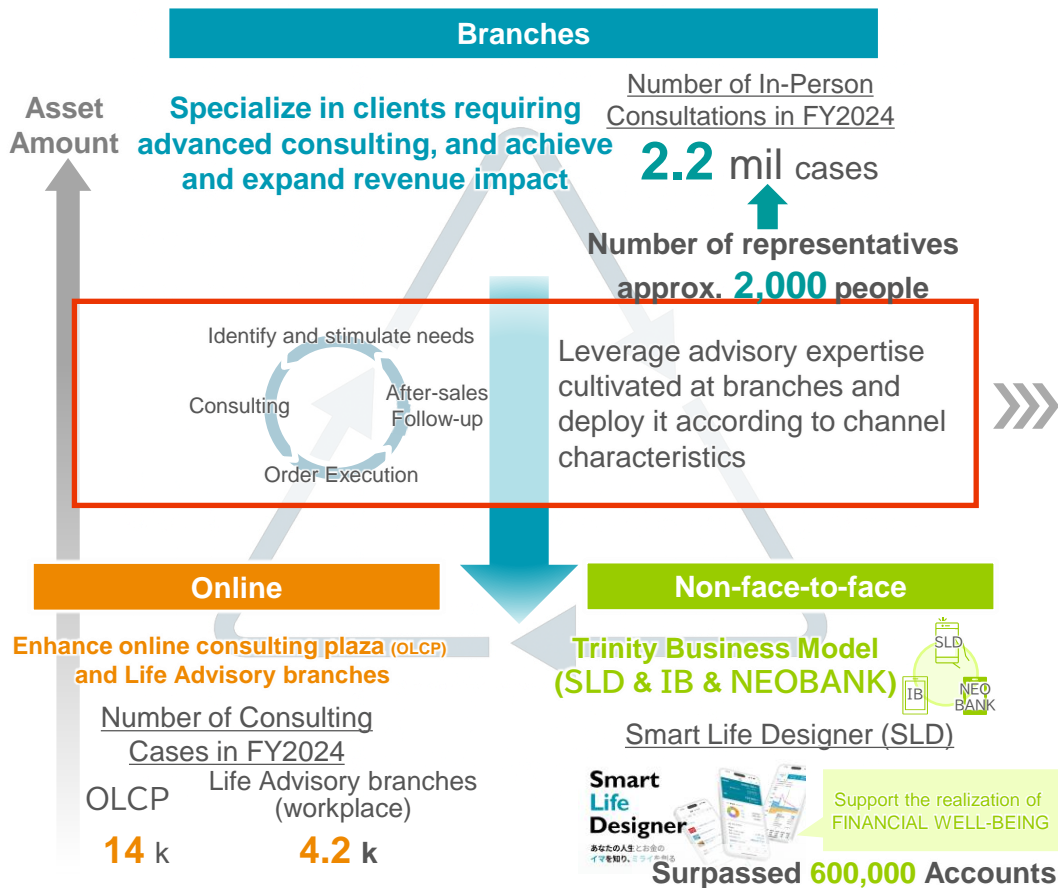 Branches
Asset
Amount
Specialize in clients requiring
advanced consulting, and achieve
and expand revenue impact
Number of In-Person
Consultations in FY2024
2.2 mil cases
Number of representatives
approx. 2,000 people
Identify and stimulate needs
Consulting
After-sales
Follow-up
Order Execution
Leverage advisory expertise
cultivated at branches and
deploy it according to channel
characteristics
Online
Enhance online consulting plaza (OLCP)
and Life Advisory branches
Number of Consulting
Cases in FY2024
OLCP
14 k
Life Advisory branches
(workplace)
4.2 k
Non-face-to-face
Trinity Business Model
(SLD & IB & NEOBANK)
SLD
IB
NEO
BANK
Smart Life Designer (SLD)
Smart
Life
Designer
あなたの人生とお金の
イマを知り、ミライを創る
Support the realization of
FINANCIAL WELL-BEING
Surpassed 600,000 Accounts